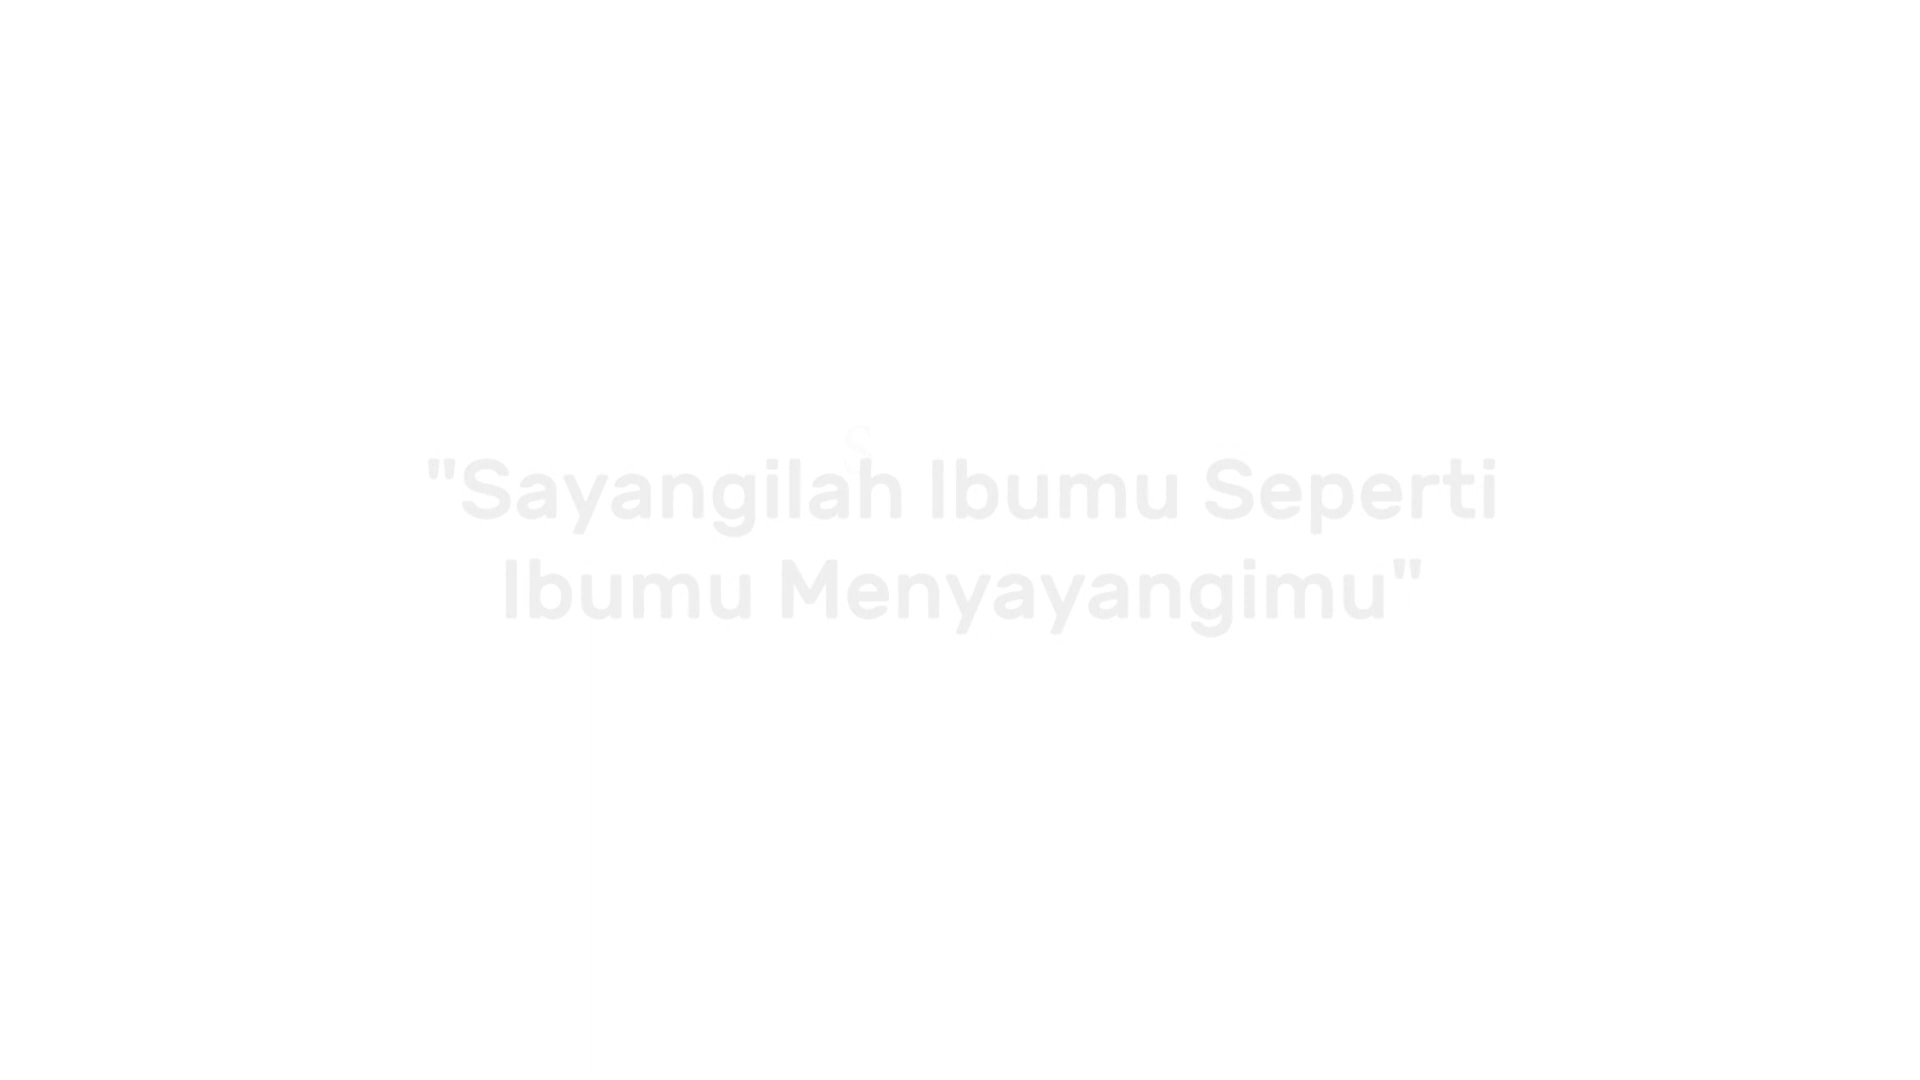 "Sayangilah Ibumu Seperti
Ibumu Menyayangimu"